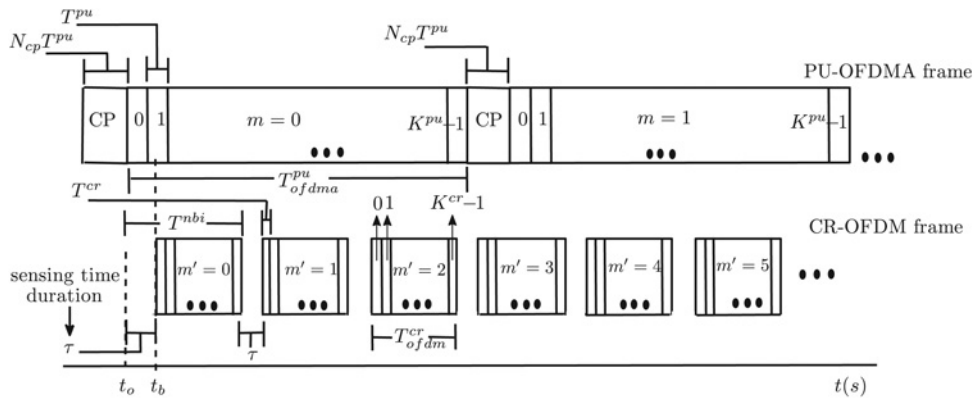 $T^{pu}$
$N_{cp}T^{pu}$ $N_{cp}T^{pu}$
PU-OFDMA frame
CP 0 1 $m = 0$ $K^{pu}-1$ CP 0 1 $m = 1$ $K^{pu}-1$
••• ••• •••
$T^{pu}_{ofdma}$
$T^{cr}$
$T^{nbi}$ 0 1 $K^{cr}-1$
CR-OFDM frame
$m' = 0$ $m' = 1$ $m' = 2$ $m' = 3$ $m' = 4$ $m' = 5$ •••
••• ••• ••• ••• ••• •••
sensing time
duration
$\tau$ $\tau$ $T^{cr}_{ofdm}$
$t_o$ $t_b$ $t(s)$